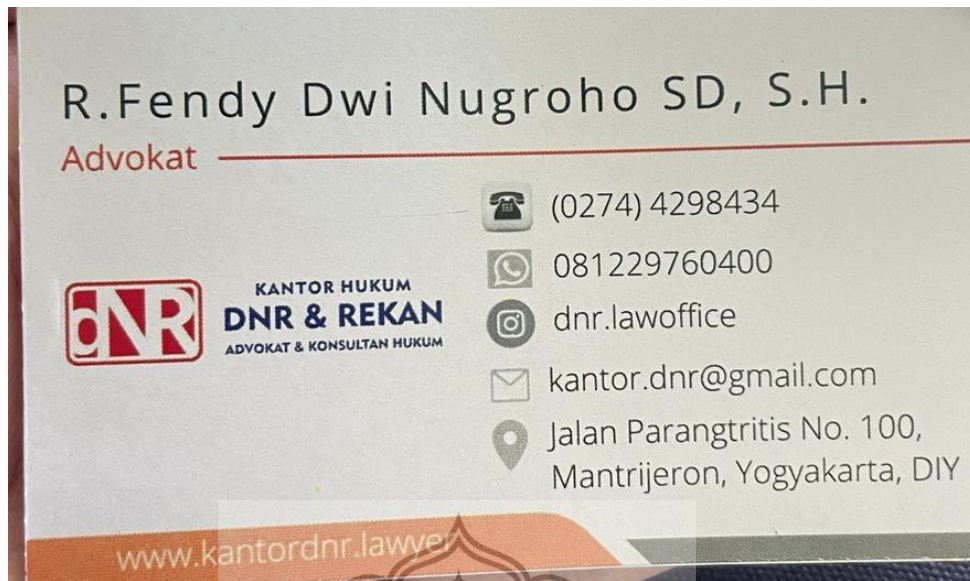 R.Fendy Dwi Nugroho SD, S.H.
Advokat
(0274) 4298434
081229760400
dnr.lawoffice
kantor.dnr@gmail.com
Jalan Parangtritis No. 100,
Mantrijeron, Yogyakarta, DIY
dNR
KANTOR HUKUM
DNR & REKAN
ADVOKAT & KONSULTAN HUKUM
www.kantordnr.lawyer